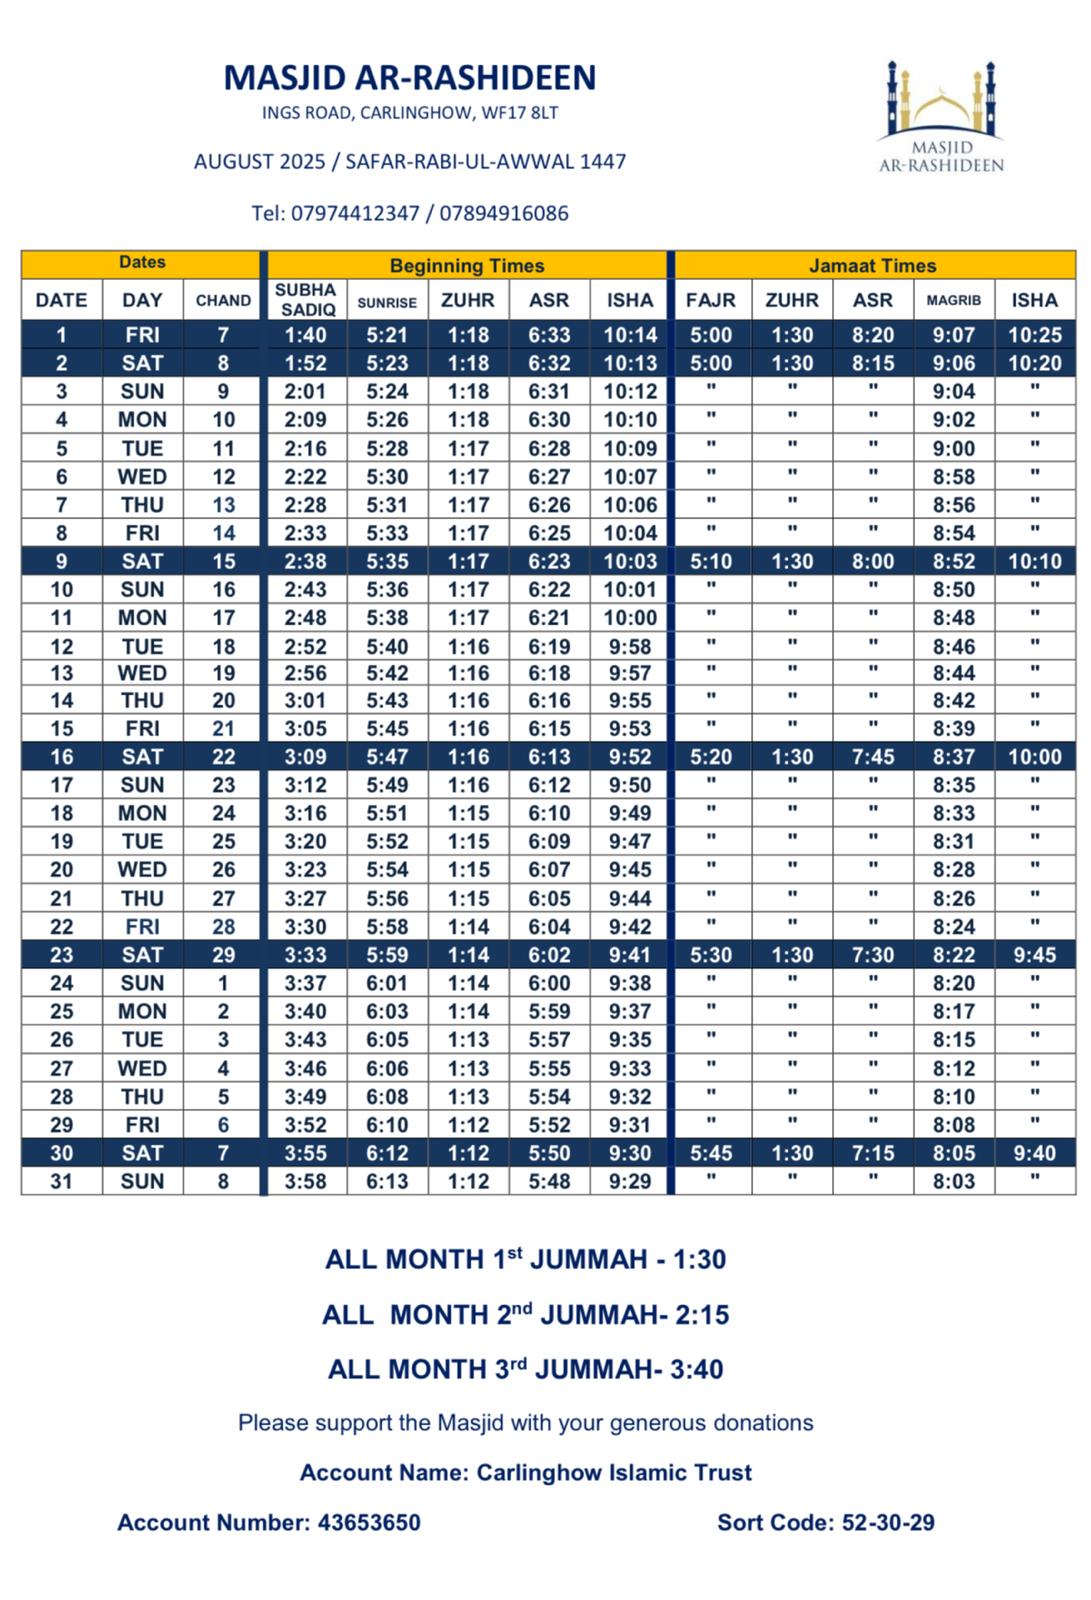 MASJID AR-RASHIDEEN
INGS ROAD, CARLINGHOW, WF17 8LT
AUGUST 2025 / SAFAR-RABI-UL-AWWAL 1447
Tel: 07974412347 / 07894916086
MASJID
AR-RASHIDEEN
Dates Beginning Times Jamaat Times
DATE DAY CHAND SUBHA SADIQ SUNRISE ZUHR ASR ISHA FAJR ZUHR ASR MAGRIB ISHA
1 FRI 7 1:40 5:21 1:18 6:33 10:14 5:00 1:30 8:20 9:07 10:25
2 SAT 8 1:52 5:23 1:18 6:32 10:13 5:00 1:30 8:15 9:06 10:20
3 SUN 9 2:01 5:24 1:18 6:31 10:12 " " " 9:04 "
4 MON 10 2:09 5:26 1:18 6:30 10:10 " " " 9:02 "
5 TUE 11 2:16 5:28 1:17 6:28 10:09 " " " 9:00 "
6 WED 12 2:22 5:30 1:17 6:27 10:07 " " " 8:58 "
7 THU 13 2:28 5:31 1:17 6:26 10:06 " " " 8:56 "
8 FRI 14 2:33 5:33 1:17 6:25 10:04 " " " 8:54 "
9 SAT 15 2:38 5:35 1:17 6:23 10:03 5:10 1:30 8:00 8:52 10:10
10 SUN 16 2:43 5:36 1:17 6:22 10:01 " " " 8:50 "
11 MON 17 2:48 5:38 1:17 6:21 10:00 " " " 8:48 "
12 TUE 18 2:52 5:40 1:16 6:19 9:58 " " " 8:46 "
13 WED 19 2:56 5:42 1:16 6:18 9:57 " " " 8:44 "
14 THU 20 3:01 5:43 1:16 6:16 9:55 " " " 8:42 "
15 FRI 21 3:05 5:45 1:16 6:15 9:53 " " " 8:39 "
16 SAT 22 3:09 5:47 1:16 6:13 9:52 5:20 1:30 7:45 8:37 10:00
17 SUN 23 3:12 5:49 1:16 6:12 9:50 " " " 8:35 "
18 MON 24 3:16 5:51 1:15 6:10 9:49 " " " 8:33 "
19 TUE 25 3:20 5:52 1:15 6:09 9:47 " " " 8:31 "
20 WED 26 3:23 5:54 1:15 6:07 9:45 " " " 8:28 "
21 THU 27 3:27 5:56 1:15 6:05 9:44 " " " 8:26 "
22 FRI 28 3:30 5:58 1:14 6:04 9:42 " " " 8:24 "
23 SAT 29 3:33 5:59 1:14 6:02 9:41 5:30 1:30 7:30 8:22 9:45
24 SUN 1 3:37 6:01 1:14 6:00 9:38 " " " 8:20 "
25 MON 2 3:40 6:03 1:14 5:59 9:37 " " " 8:17 "
26 TUE 3 3:43 6:05 1:13 5:57 9:35 " " " 8:15 "
27 WED 4 3:46 6:06 1:13 5:55 9:33 " " " 8:12 "
28 THU 5 3:49 6:08 1:13 5:54 9:32 " " " 8:10 "
29 FRI 6 3:52 6:10 1:12 5:52 9:31 " " " 8:08 "
30 SAT 7 3:55 6:12 1:12 5:50 9:30 5:45 1:30 7:15 8:05 9:40
31 SUN 8 3:58 6:13 1:12 5:48 9:29 " " " 8:03 "
ALL MONTH 1st JUMMAH - 1:30
ALL MONTH 2nd JUMMAH- 2:15
ALL MONTH 3rd JUMMAH- 3:40
Please support the Masjid with your generous donations
Account Name: Carlinghow Islamic Trust
Account Number: 43653650 Sort Code: 52-30-29